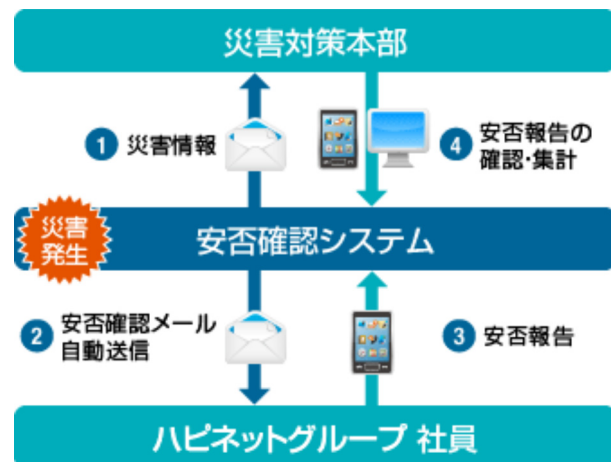 災害対策本部
1 災害情報
4 安否報告の
確認・集計
災害
発生
安否確認システム
2 安否確認メール
自動送信
3 安否報告
ハピネットグループ 社員